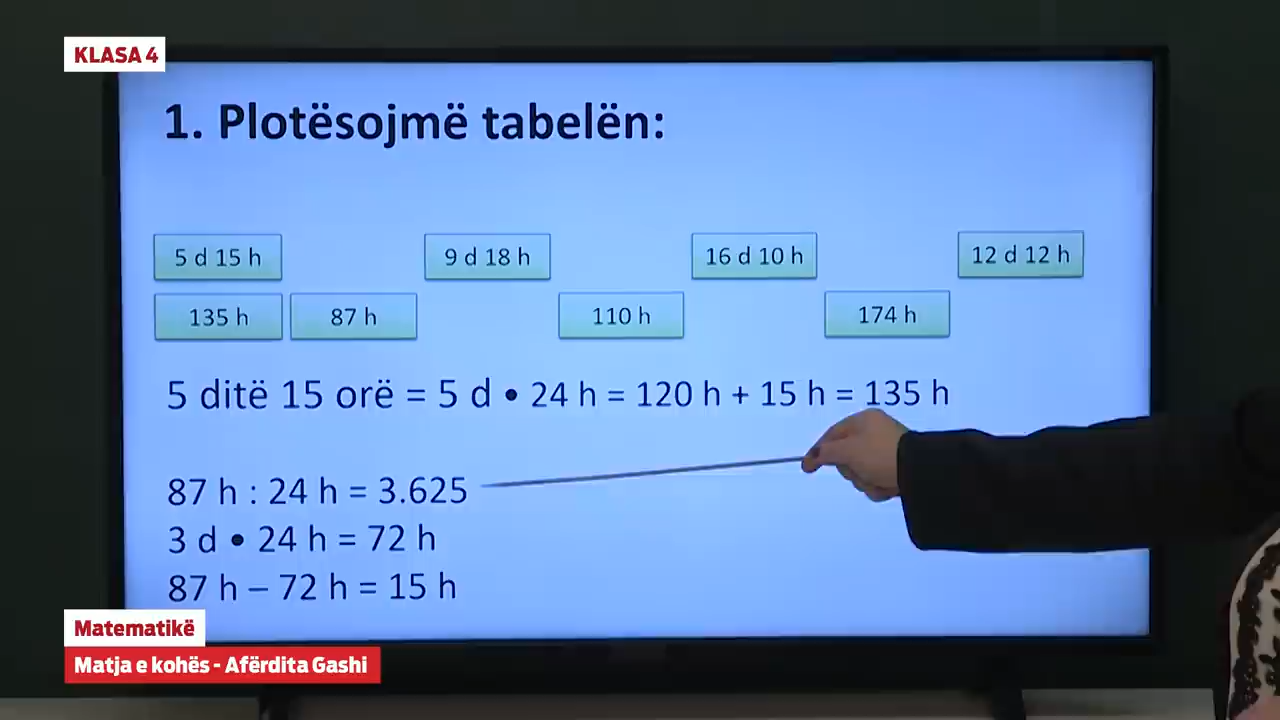 KLASA 4
1. Plotësojmë tabelën:
5 d 15 h 9 d 18 h 16 d 10 h 12 d 12 h
135 h 87 h 110 h 174 h
5 ditë 15 orë = 5 d • 24 h = 120 h + 15 h = 135 h
87 h : 24 h = 3.625
3 d • 24 h = 72 h
87 h – 72 h = 15 h
Matematikë
Matja e kohës - Afërdita Gashi